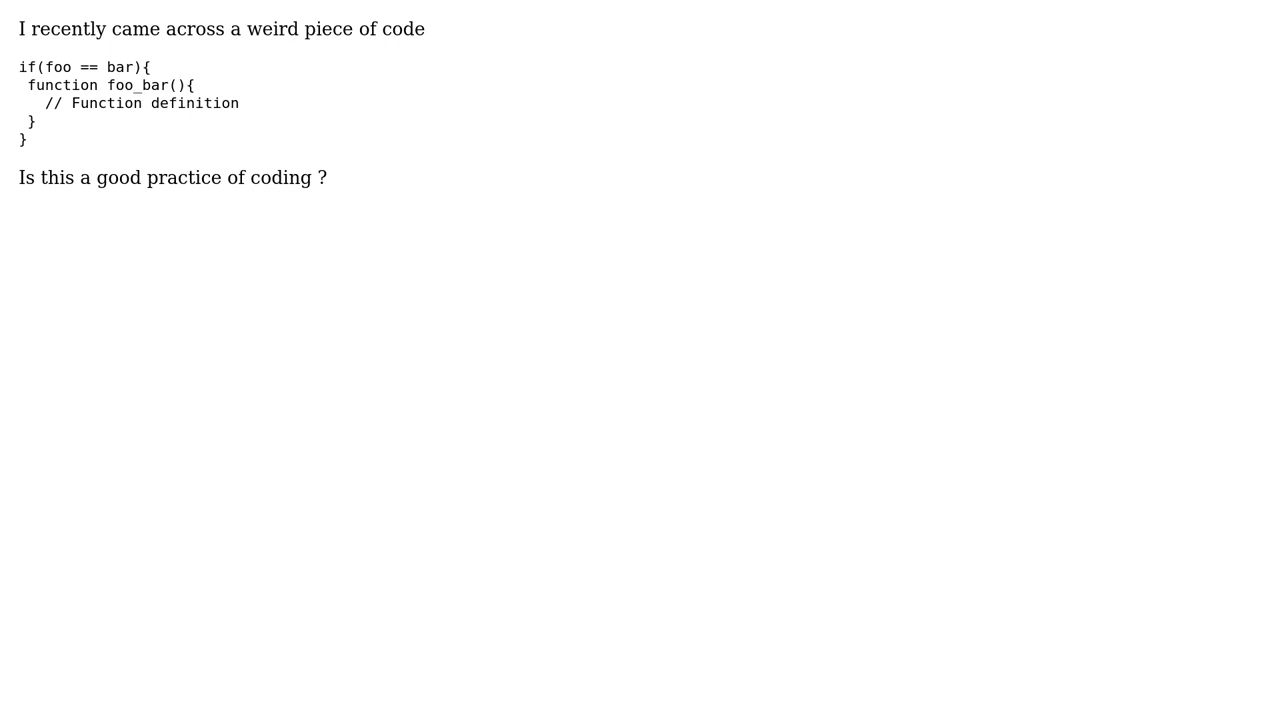 I recently came across a weird piece of code
if(foo == bar){
 function foo_bar(){
   // Function definition
 }
}
Is this a good practice of coding ?